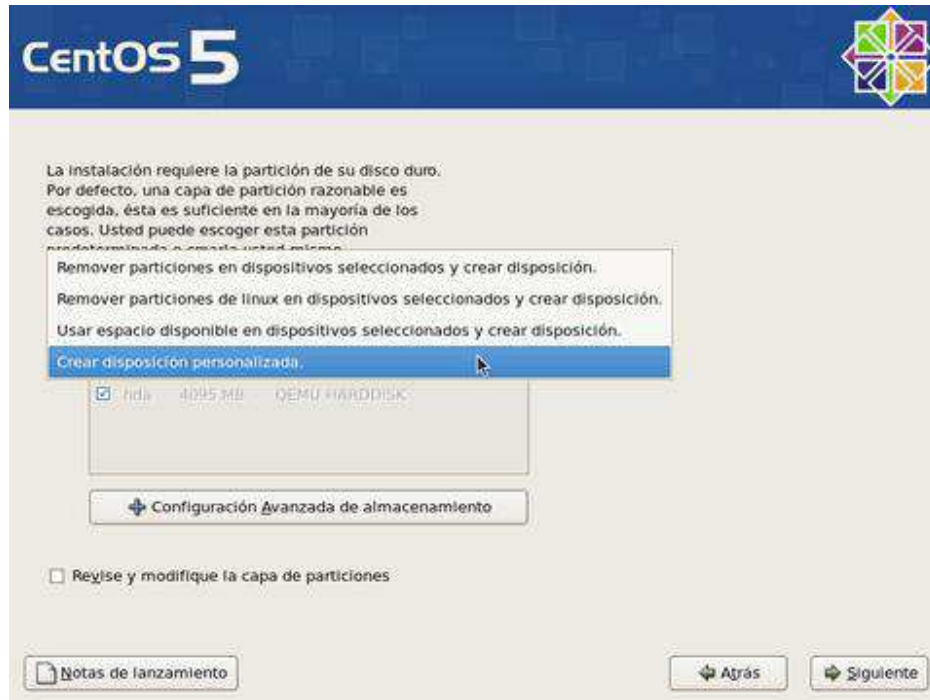 CentOS 5
La instalación requiere la partición de su disco duro.
Por defecto, una capa de partición razonable es
escogida, ésta es suficiente en la mayoría de los
casos. Usted puede escoger esta partición
predeterminada o crearla usted mismo.
Remover particiones en dispositivos seleccionados y crear disposición.
Remover particiones de linux en dispositivos seleccionados y crear disposición.
Usar espacio disponible en dispositivos seleccionados y crear disposición.
Crear disposición personalizada.
hda 4095 MB QEMU HARDDISK
Configuración Avanzada de almacenamiento
Revise y modifique la capa de particiones
Notas de lanzamiento
Atrás
Siguiente